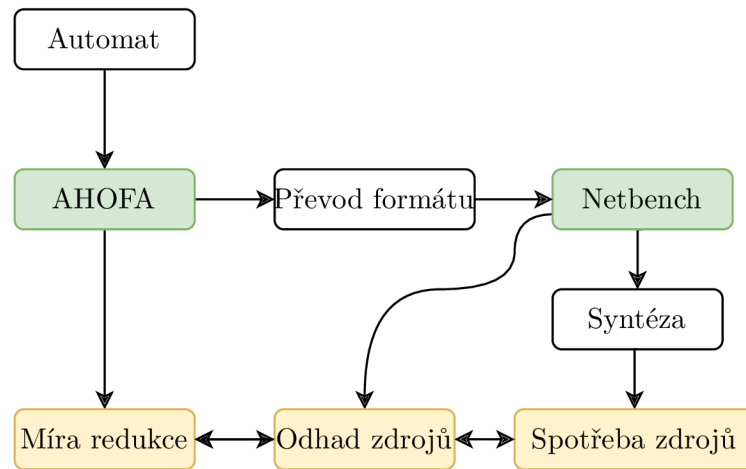 Automat
AHOFA
Převod formátu
Netbench
Syntéza
Míra redukce
Odhad zdrojů
Spotřeba zdrojů